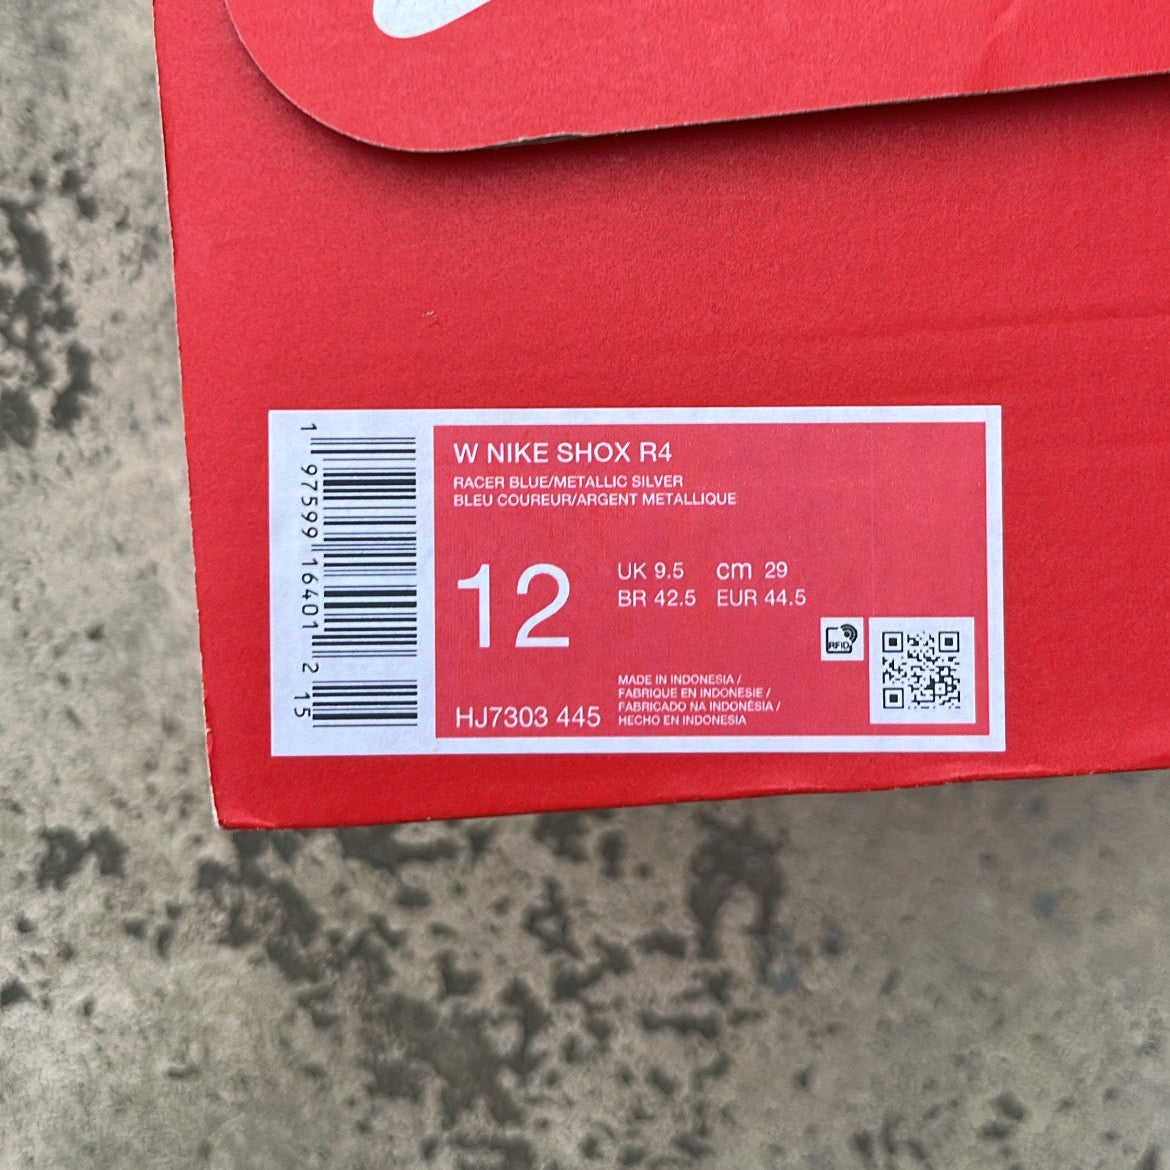 W NIKE SHOX R4
RACER BLUE/METALLIC SILVER
BLEU COUREUR/ARGENT METALLIQUE
12
UK 9.5 cm 29
BR 42.5 EUR 44.5
RFID
MADE IN INDONESIA /
FABRIQUE EN INDONESIE /
FABRICADO NA INDONÉSIA /
HECHO EN INDONESIA
HJ7303 445
1 97599 16401 2 15